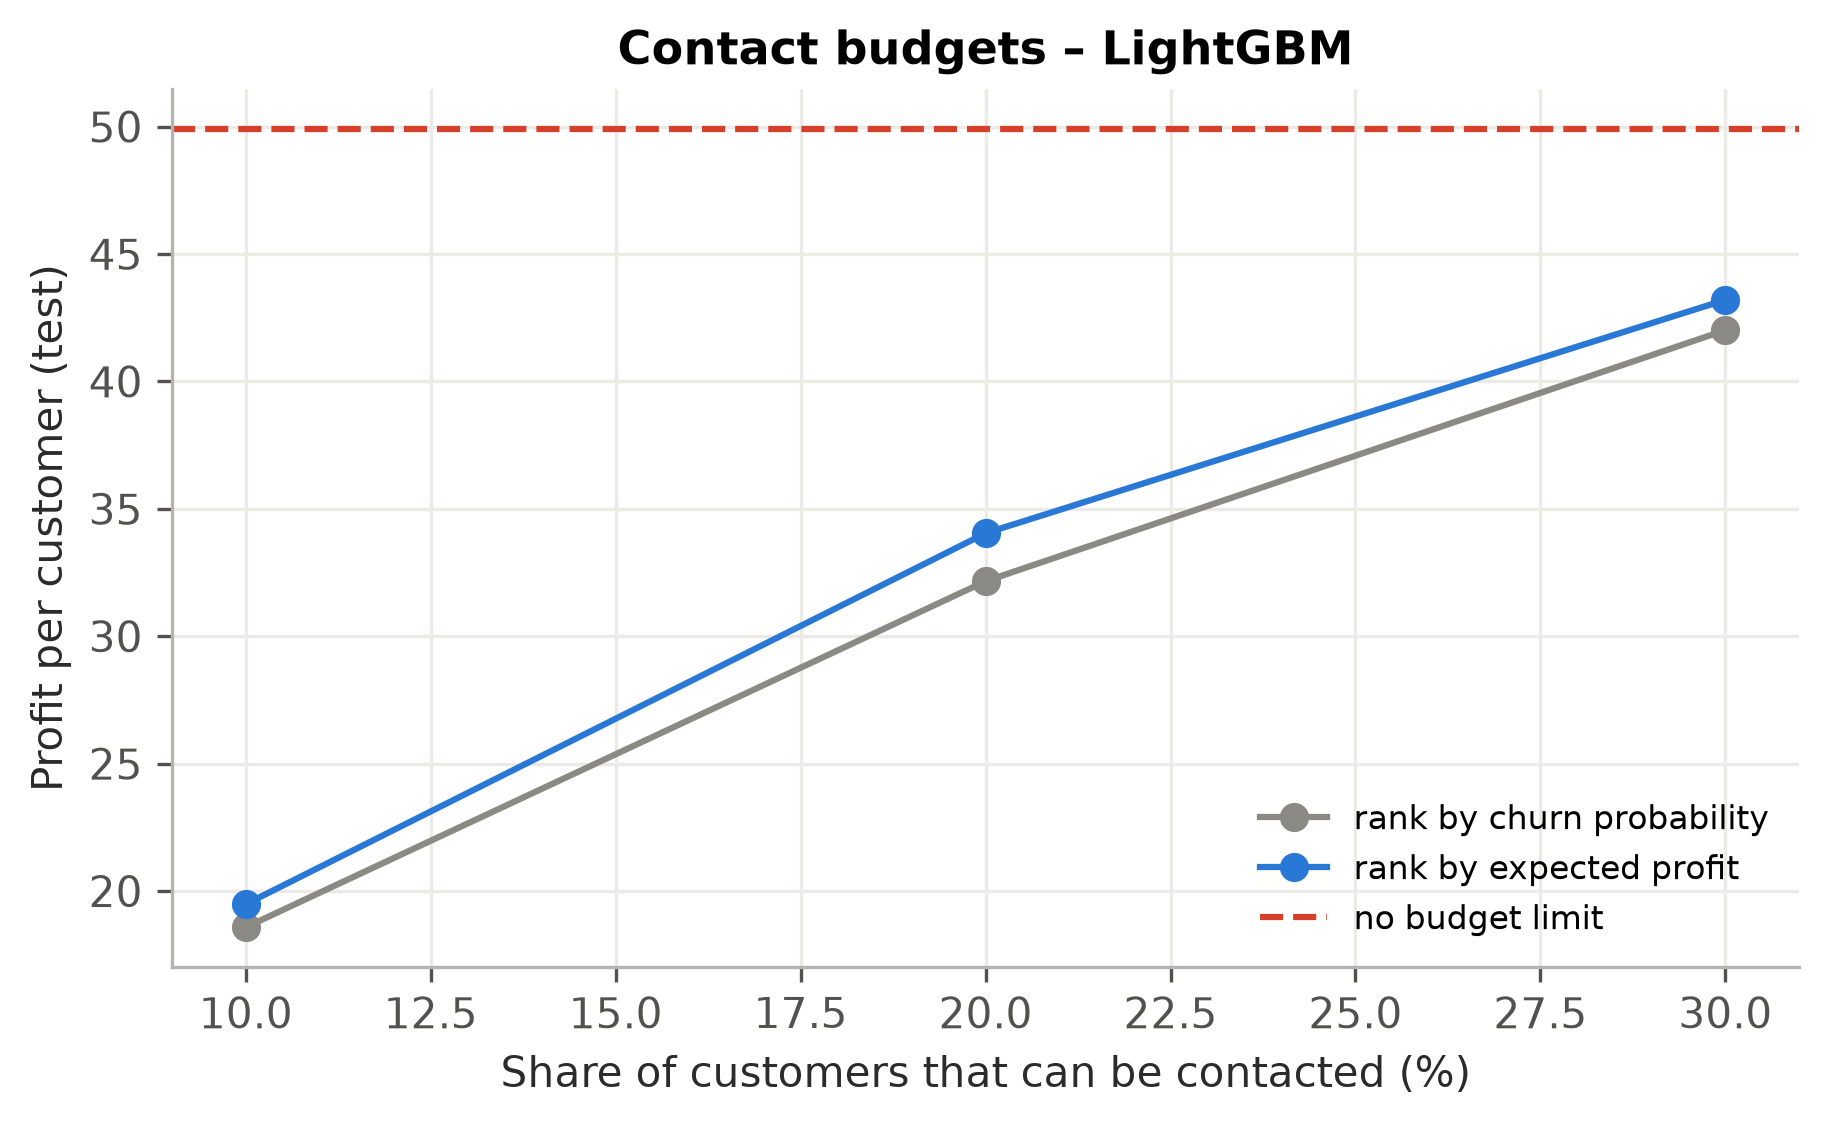 Contact budgets – LightGBM
Profit per customer (test)
50
45
40
35
30
25
20
rank by churn probability
rank by expected profit
no budget limit
10.0 12.5 15.0 17.5 20.0 22.5 25.0 27.5 30.0
Share of customers that can be contacted (%)